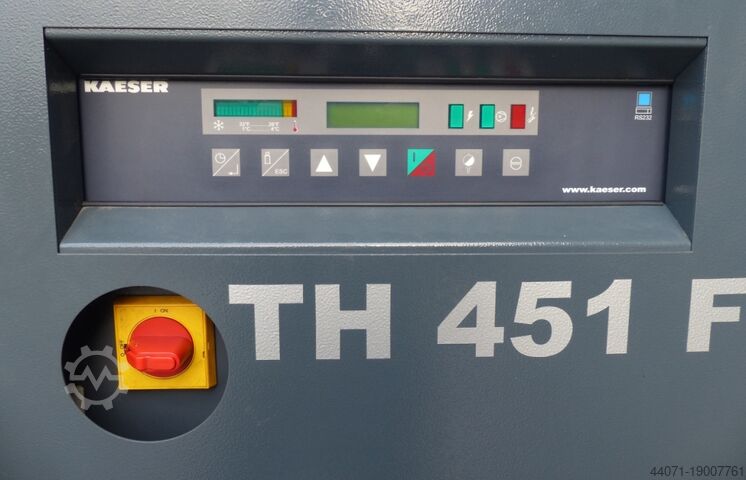 KAESER
RS232
ESC
I
www.kaeser.com
TH 451 F
I ON
44071-19007761